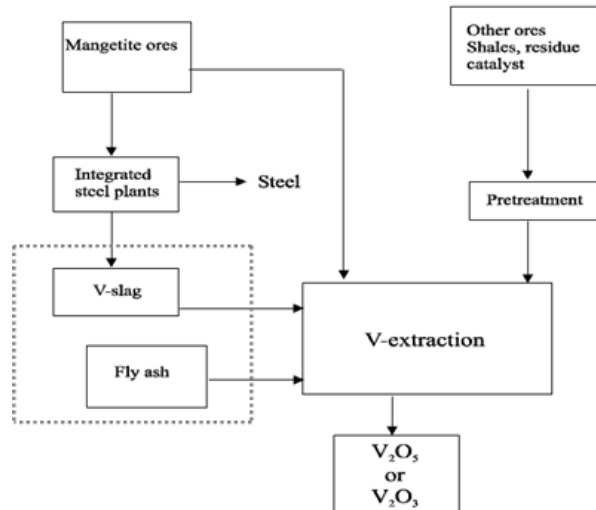 Mangetite ores
Other ores
Shales, residue
catalyst
Integrated
steel plants
Steel
Pretreatment
V-slag
V-extraction
Fly ash
V₂O₅
or
V₂O₃